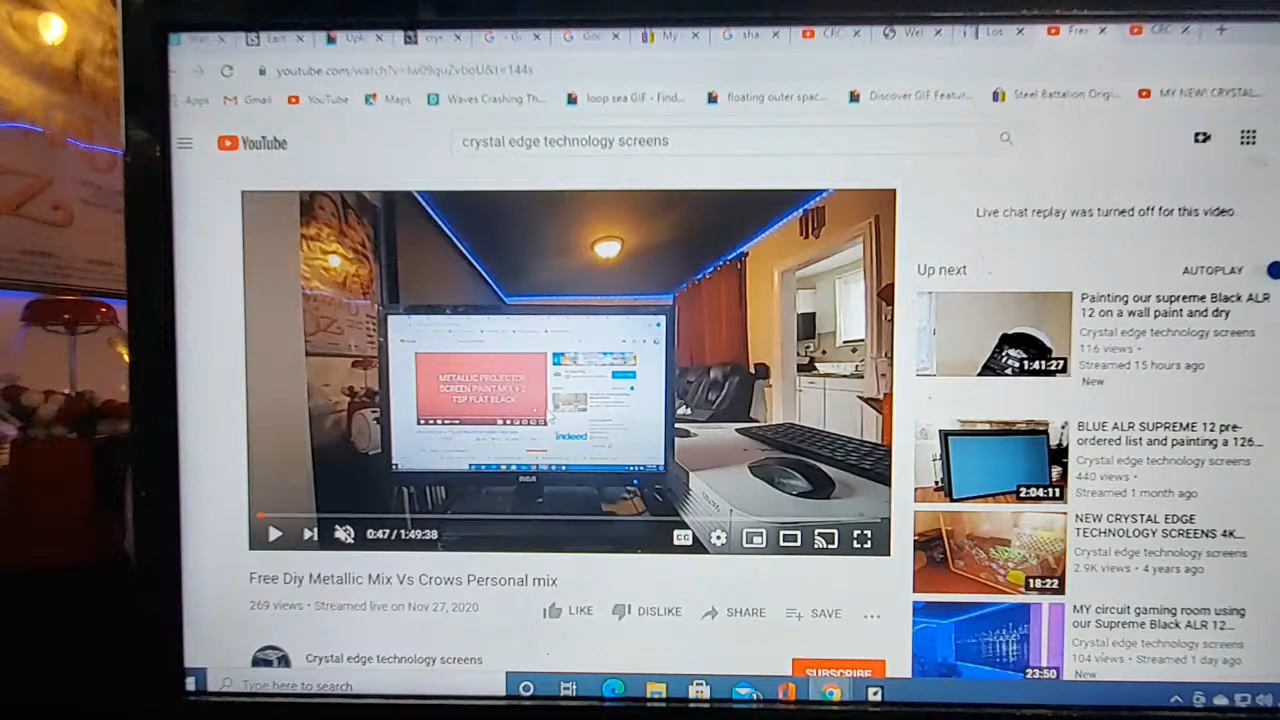 My
sha
youtube.com/watch?v=
&t=144s
Apps
Gmail
YouTube
Maps
Waves Crashing Th...
loop sea GIF - Find...
floating outer spac...
Discover GIF Featur...
Steel Battalion Origi...
MY NEW! CRYSTAL
YouTube
crystal edge technology screens
Live chat replay was turned off for this video.
Up next
AUTOPLAY
Painting our supreme Black ALR
12 on a wall paint and dry
Crystal edge technology screens
116 views •
Streamed 15 hours ago
New
1:41:27
METALLIC PROJECTOR
SCREEN PAINT MIX # 2
TSP FLAT BLACK
indeed
RCA
BLUE ALR SUPREME 12 pre-
ordered list and painting a 126...
Crystal edge technology screens
440 views •
Streamed 1 month ago
2:04:11
NEW CRYSTAL EDGE
TECHNOLOGY SCREENS 4K...
Crystal edge technology screens
2.9K views • 4 years ago
18:22
0:47 / 1:49:38
CC
Free Diy Metallic Mix Vs Crows Personal mix
269 views • Streamed live on Nov 27, 2020
LIKE
DISLIKE
SHARE
SAVE
MY circuit gaming room using
our Supreme Black ALR 12...
Crystal edge technology screens
104 views • Streamed 1 day ago
New
23:50
Crystal edge technology screens
SUBSCRIBE
Type here to search